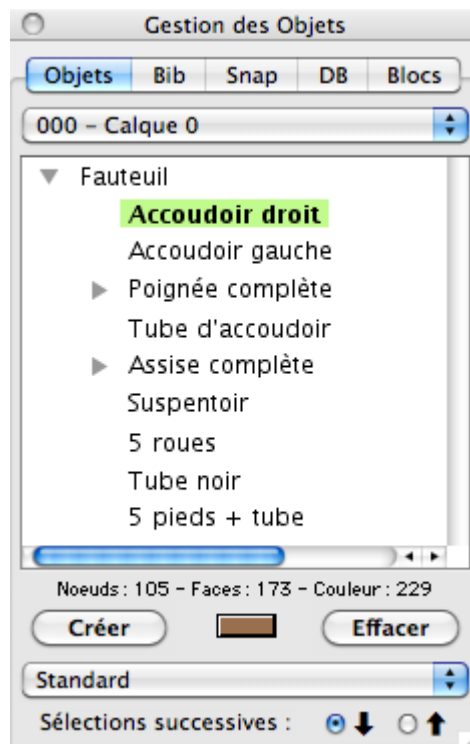 Gestion des Objets
Objets Bib Snap DB Blocs
000 – Calque 0
Fauteuil
Accoudoir droit
Accoudoir gauche
Poignée complète
Tube d'accoudoir
Assise complète
Suspentoir
5 roues
Tube noir
5 pieds + tube
Noeuds : 105 – Faces : 173 – Couleur : 229
Créer Effacer
Standard
Sélections successives :